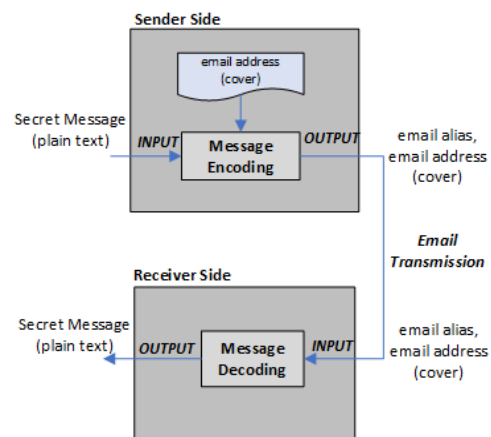 Sender Side
email address
(cover)
Secret Message
(plain text)
INPUT
Message
Encoding
OUTPUT
email alias,
email address
(cover)
Email
Transmission
Receiver Side
Secret Message
(plain text)
OUTPUT
Message
Decoding
INPUT
email alias,
email address
(cover)